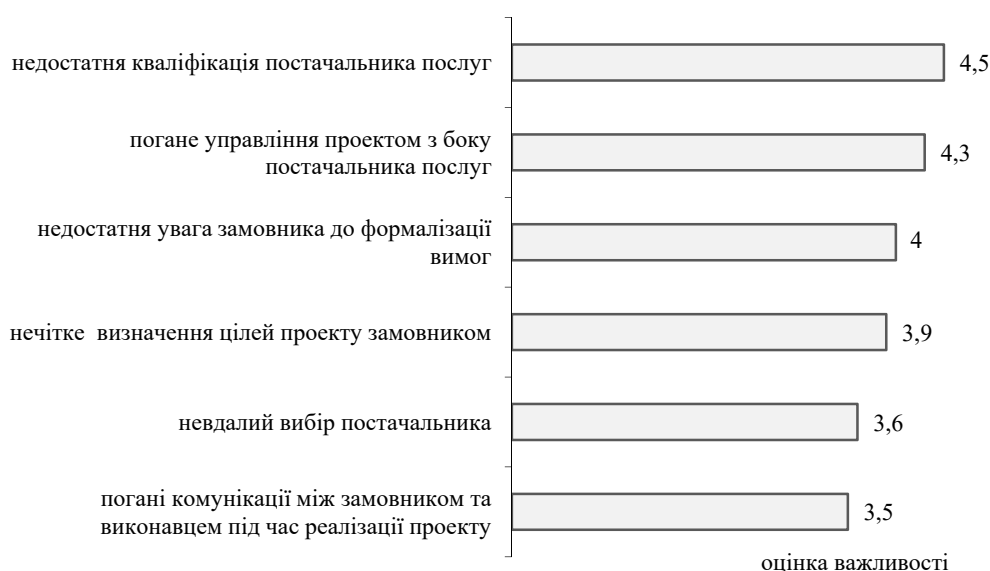 недостатня кваліфікація постачальника послуг
4,5
погане управління проектом з боку
постачальника послуг
4,3
недостатня увага замовника до формалізації
вимог
4
нечітке  визначення цілей проекту замовником
3,9
невдалий вибір постачальника
3,6
погані комунікації між замовником та
виконавцем під час реалізації проекту
3,5
оцінка важливості